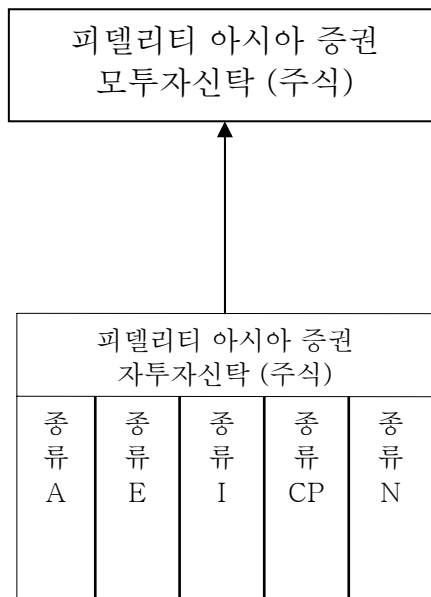 피델리티 아시아 증권
모투자신탁 (주식)
피델리티 아시아 증권
자투자신탁 (주식)
종류 A
종류 E
종류 I
종류 CP
종류 N